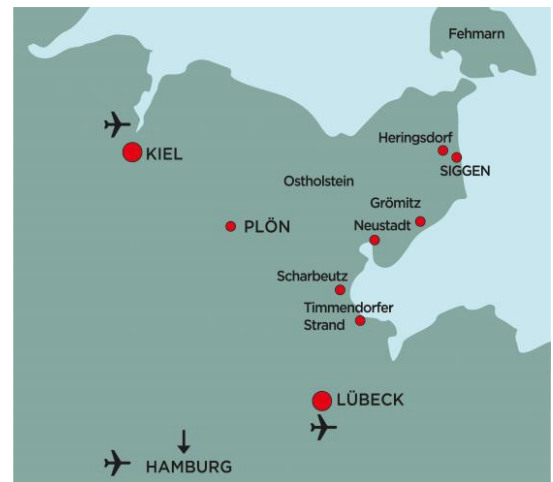 Fehmarn
Heringsdorf
KIEL
SIGGEN
Ostholstein
Grömitz
PLÖN
Neustadt
Scharbeutz
Timmendorfer
Strand
LÜBECK
HAMBURG